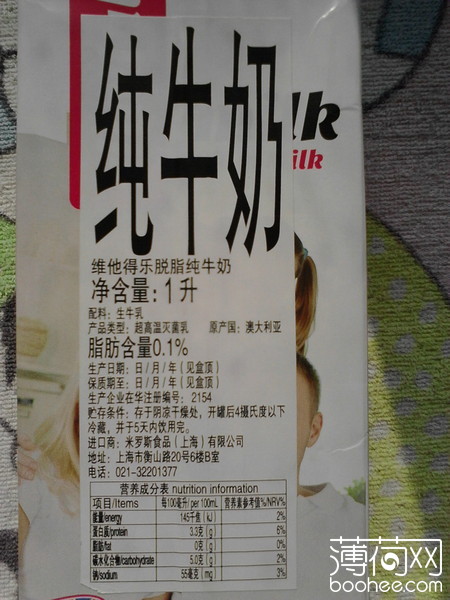 纯牛奶
lk
ilk
维他得乐脱脂纯牛奶
净含量：1升
配料：生牛乳
产品类型：超高温灭菌乳 原产国：澳大利亚
脂肪含量0.1%
生产日期：日/月/年（见盒顶）
保质期至：日/月/年（见盒顶）
生产企业在华注册编号：2154
贮存条件：存于阴凉干燥处，开罐后4摄氏度以下
冷藏，并于5天内饮用完。
进口商：米罗斯食品（上海）有限公司
地址：上海市衡山路20号6楼B室
电话：021-32201377
营养成分表 nutrition information
项目/Items 每100毫升/ per 100mL 营养素参考值%/NRV%
能量/energy 145千焦（kJ） 2%
蛋白质/protein 3.3克（g） 6%
脂肪/fat 0克（g） 0%
碳水化合物/carbohydrate 5.0克（g） 2%
钠/sodium 55毫克（mg） 3%
薄荷网
boohee.com